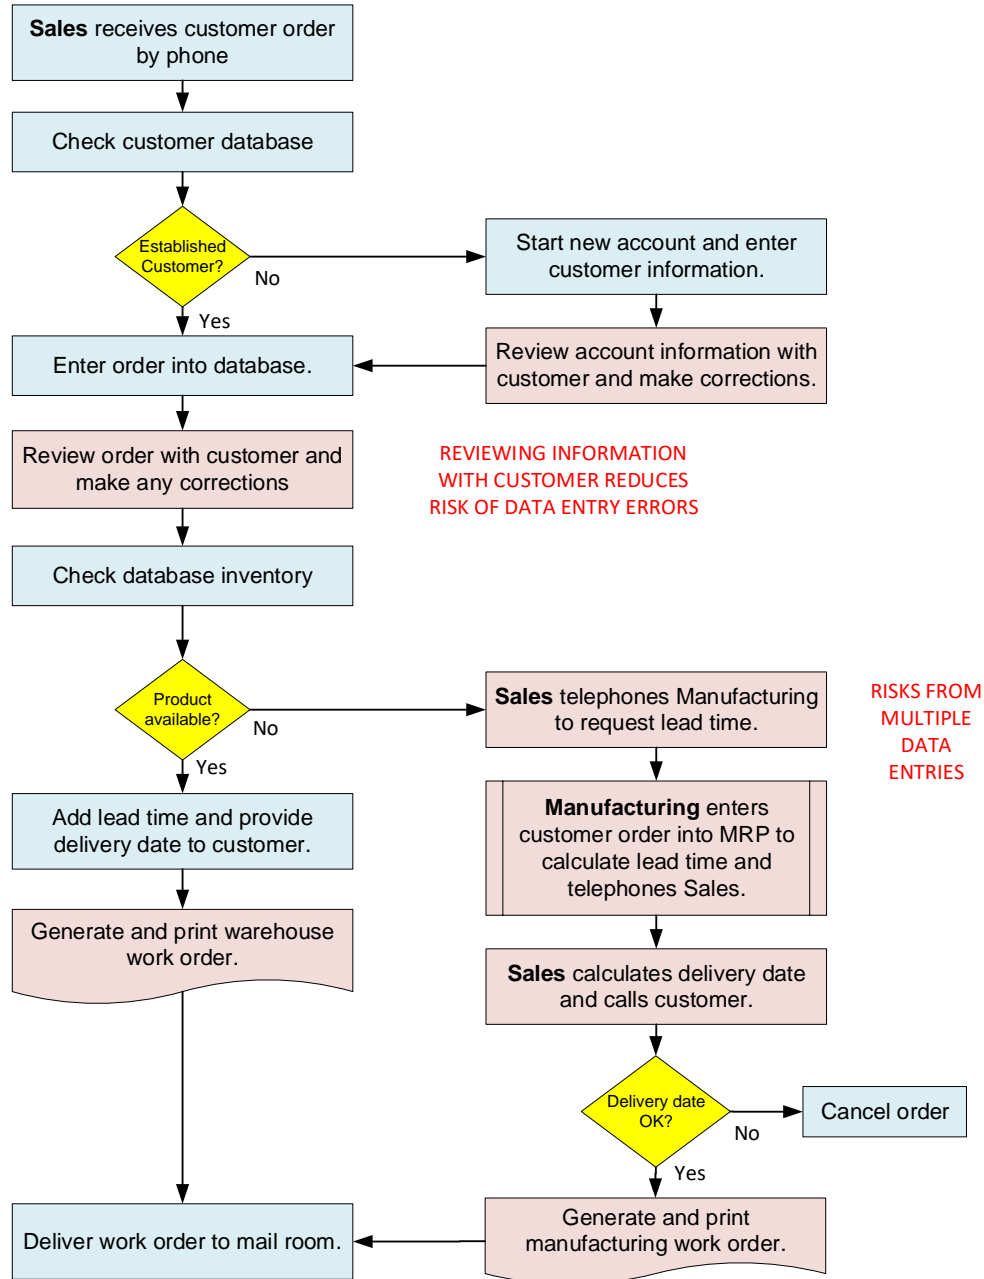 Sales receives customer order
by phone
Check customer database
Established
Customer?
No
Yes
Start new account and enter
customer information.
Review account information with
customer and make corrections.
Enter order into database.
Review order with customer and
make any corrections
REVIEWING INFORMATION
WITH CUSTOMER REDUCES
RISK OF DATA ENTRY ERRORS
Check database inventory
Product
available?
No
Yes
Sales telephones Manufacturing
to request lead time.
RISKS FROM
MULTIPLE
DATA
ENTRIES
Add lead time and provide
delivery date to customer.
Manufacturing enters
customer order into MRP to
calculate lead time and
telephones Sales.
Generate and print warehouse
work order.
Sales calculates delivery date
and calls customer.
Delivery date
OK?
No
Yes
Cancel order
Generate and print
manufacturing work order.
Deliver work order to mail room.